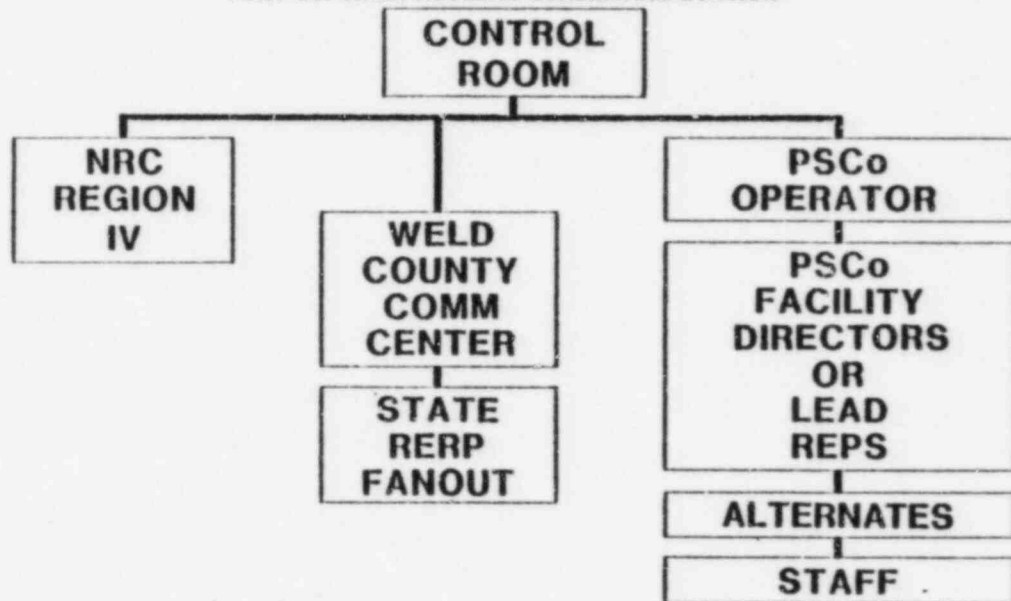 CONTROL
ROOM
NRC
REGION
IV
WELD
COUNTY
COMM
CENTER
STATE
RERP
FANOUT
PSCo
OPERATOR
PSCo
FACILITY
DIRECTORS
OR
LEAD
REPS
ALTERNATES
STAFF